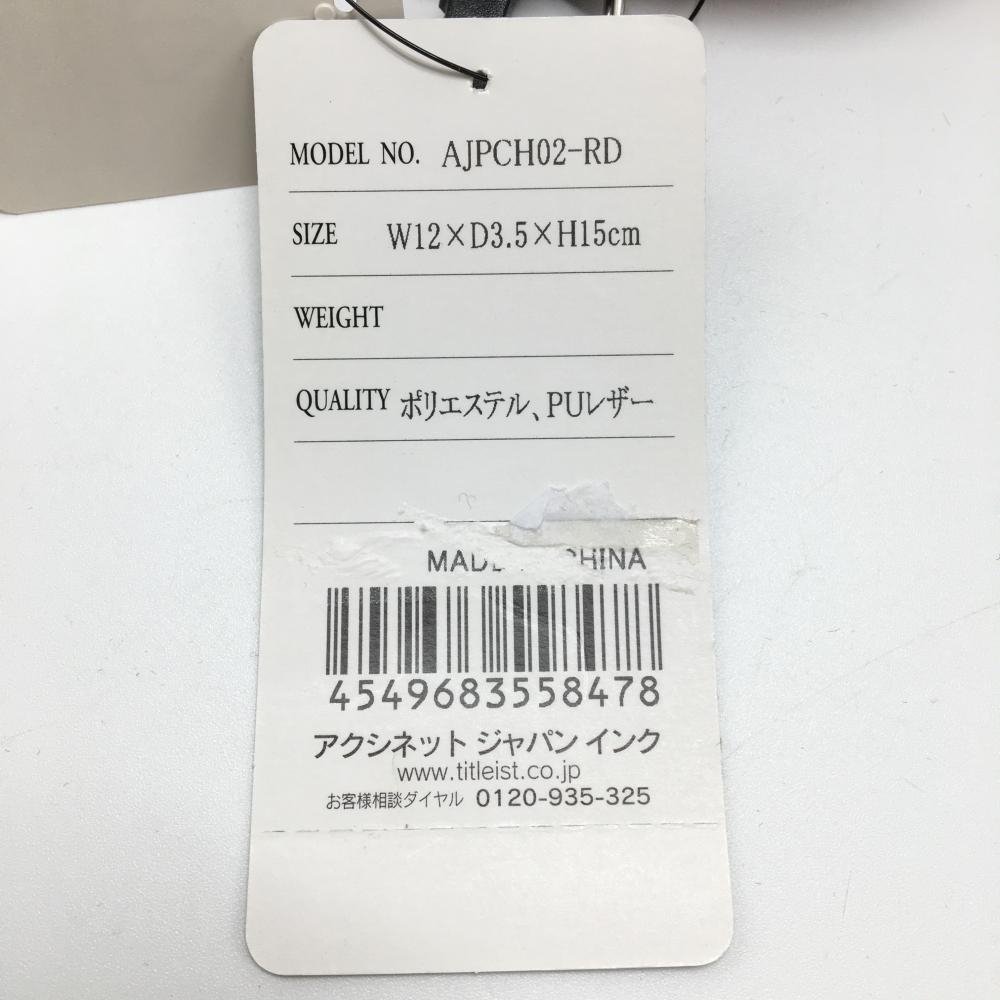 MODEL NO. AJPCH02-RD
SIZE W12×D3.5×H15cm
WEIGHT
QUALITY ポリエステル、PUレザー
4549683558478
アクシネット ジャパン インク
www.titleist.co.jp
お客様相談ダイヤル 0120-935-325